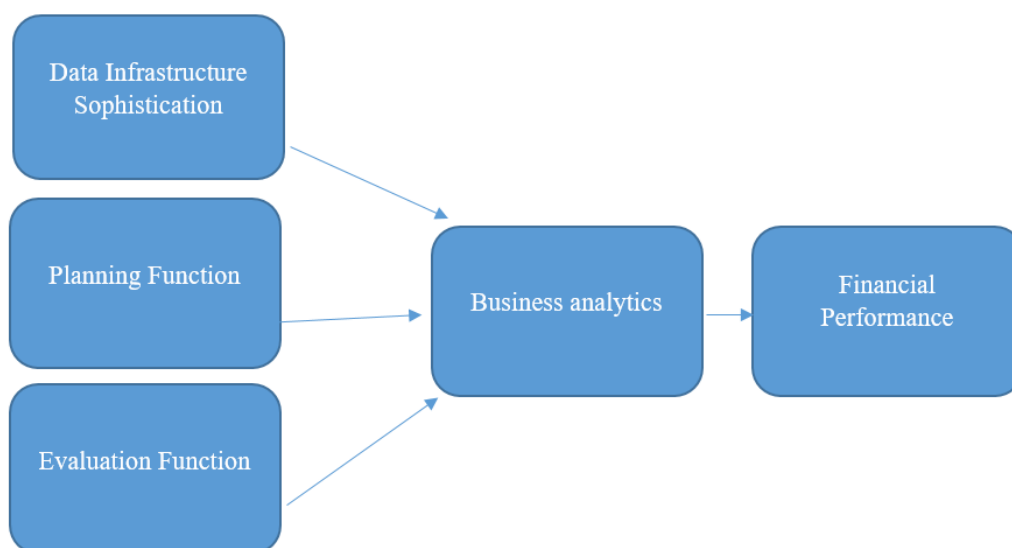 Data Infrastructure
Sophistication
Planning Function
Evaluation Function
Business analytics
Financial
Performance